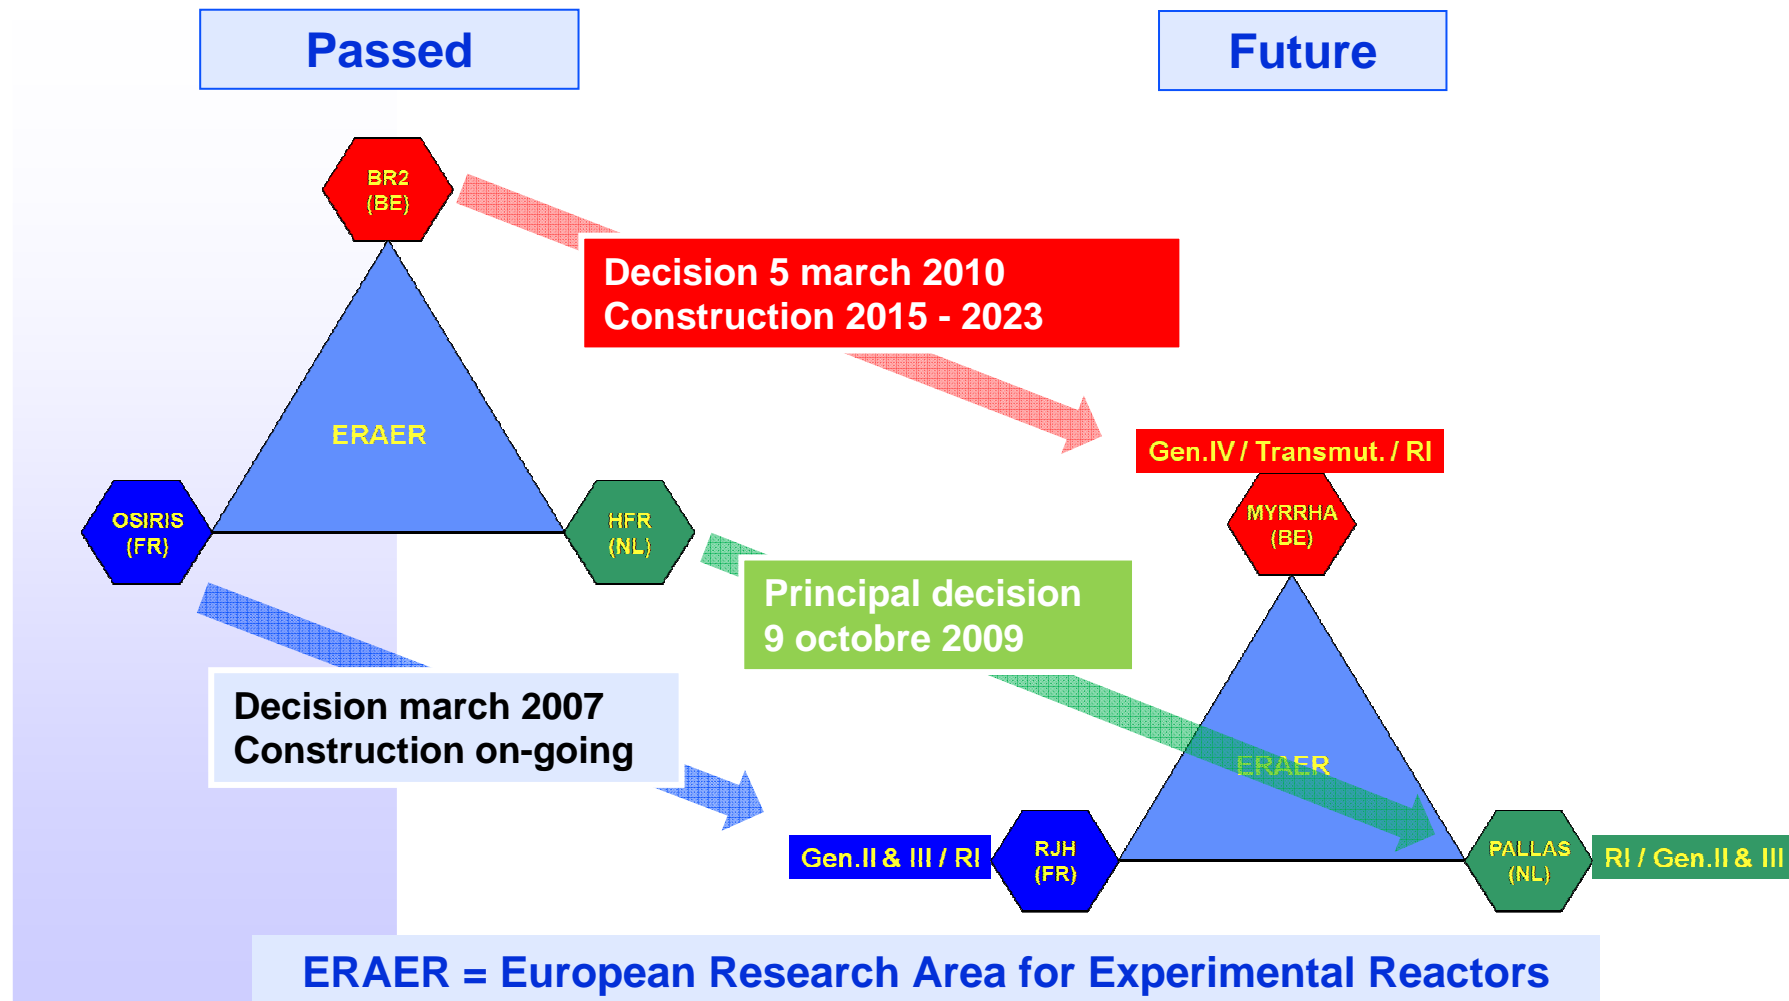 Passed
Future
BR2
(BE)
Decision 5 march 2010
Construction 2015 - 2023
ERAER
Gen.IV / Transmut. / RI
OSIRIS
(FR)
HFR
(NL)
MYRRHA
(BE)
Principal decision
9 octobre 2009
Decision march 2007
Construction on-going
ERAER
Gen.II & III / RI
RJH
(FR)
PALLAS
(NL)
RI / Gen.II & III
ERAER = European Research Area for Experimental Reactors